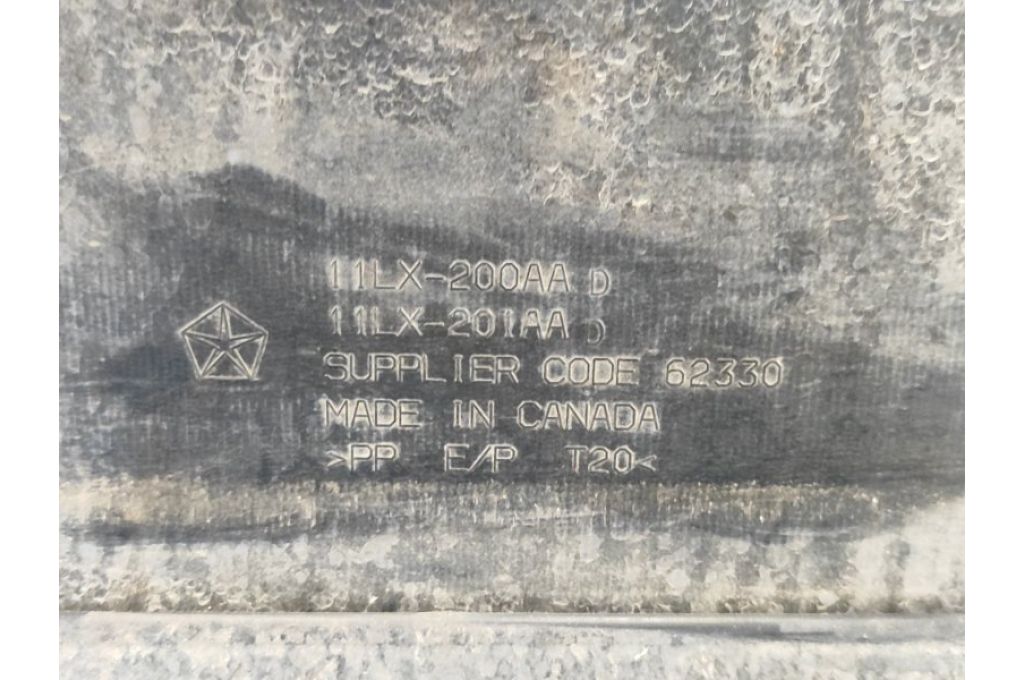 11LX-200AA D
11LX-201AA D
SUPPLIER CODE 62330
MADE IN CANADA
>PP E/P T20<